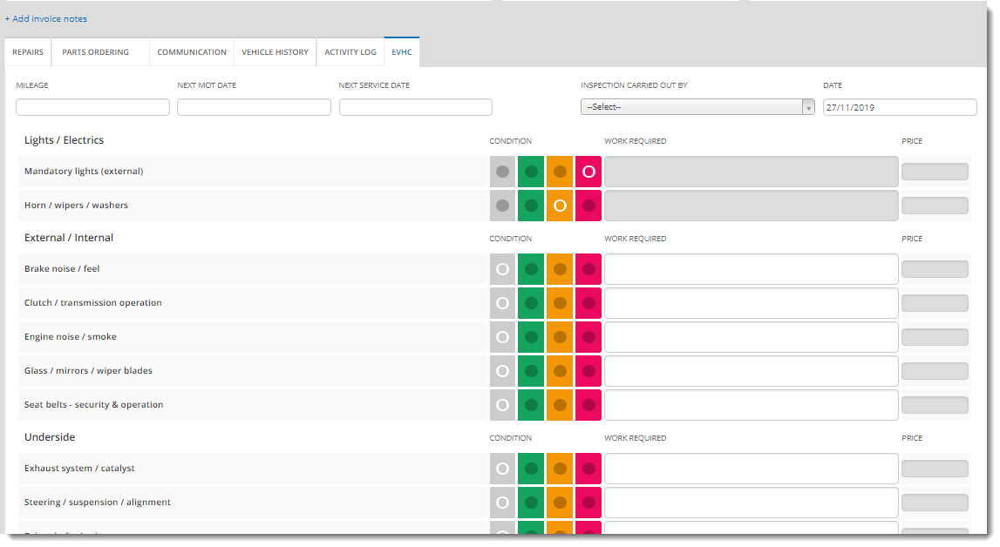 + Add invoice notes
REPAIRS PARTS ORDERING COMMUNICATION VEHICLE HISTORY ACTIVITY LOG EVHC
MILEAGE NEXT MOT DATE NEXT SERVICE DATE INSPECTION CARRIED OUT BY DATE
--Select-- 27/11/2019
Lights / Electrics CONDITION WORK REQUIRED PRICE
Mandatory lights (external)
Horn / wipers / washers
External / Internal CONDITION WORK REQUIRED PRICE
Brake noise / feel
Clutch / transmission operation
Engine noise / smoke
Glass / mirrors / wiper blades
Seat belts - security & operation
Underside CONDITION WORK REQUIRED PRICE
Exhaust system / catalyst
Steering / suspension / alignment